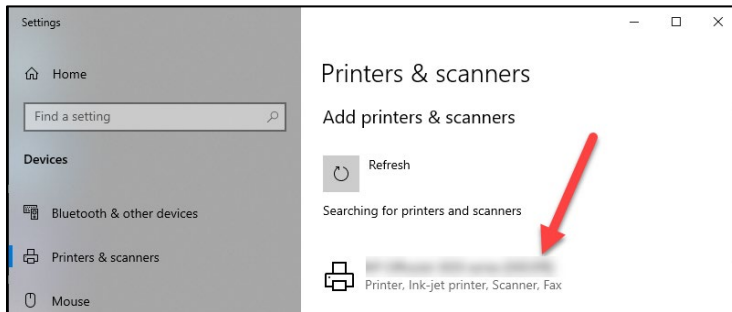 Settings
Home
Find a setting
Devices
Bluetooth & other devices
Printers & scanners
Mouse
Printers & scanners
Add printers & scanners
Refresh
Searching for printers and scanners
Printer, Ink-jet printer, Scanner, Fax